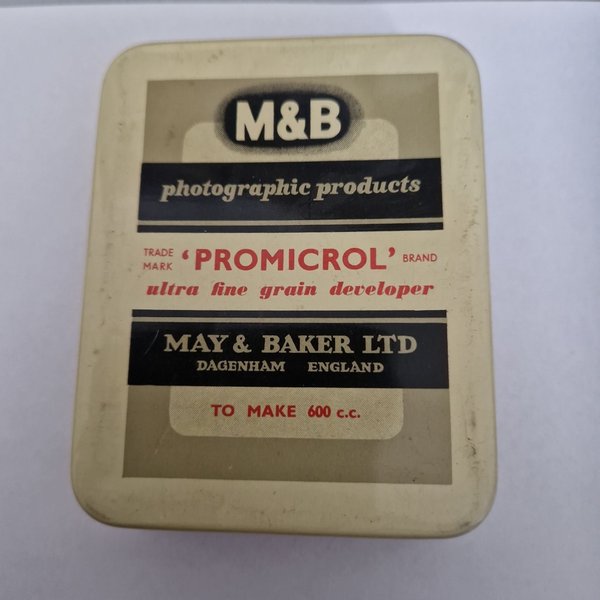 M&B
photographic products
TRADE MARK 'PROMICROL' BRAND
ultra fine grain developer
MAY & BAKER LTD
DAGENHAM ENGLAND
TO MAKE 600 c.c.